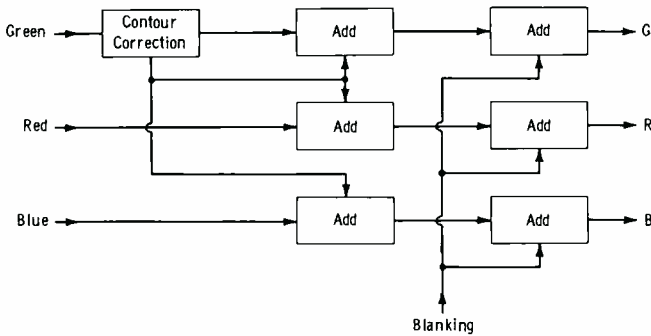 Contour
Correction
Add
Add
Green
G
Red
Add
Add
R
Blue
Add
Add
B
Blanking